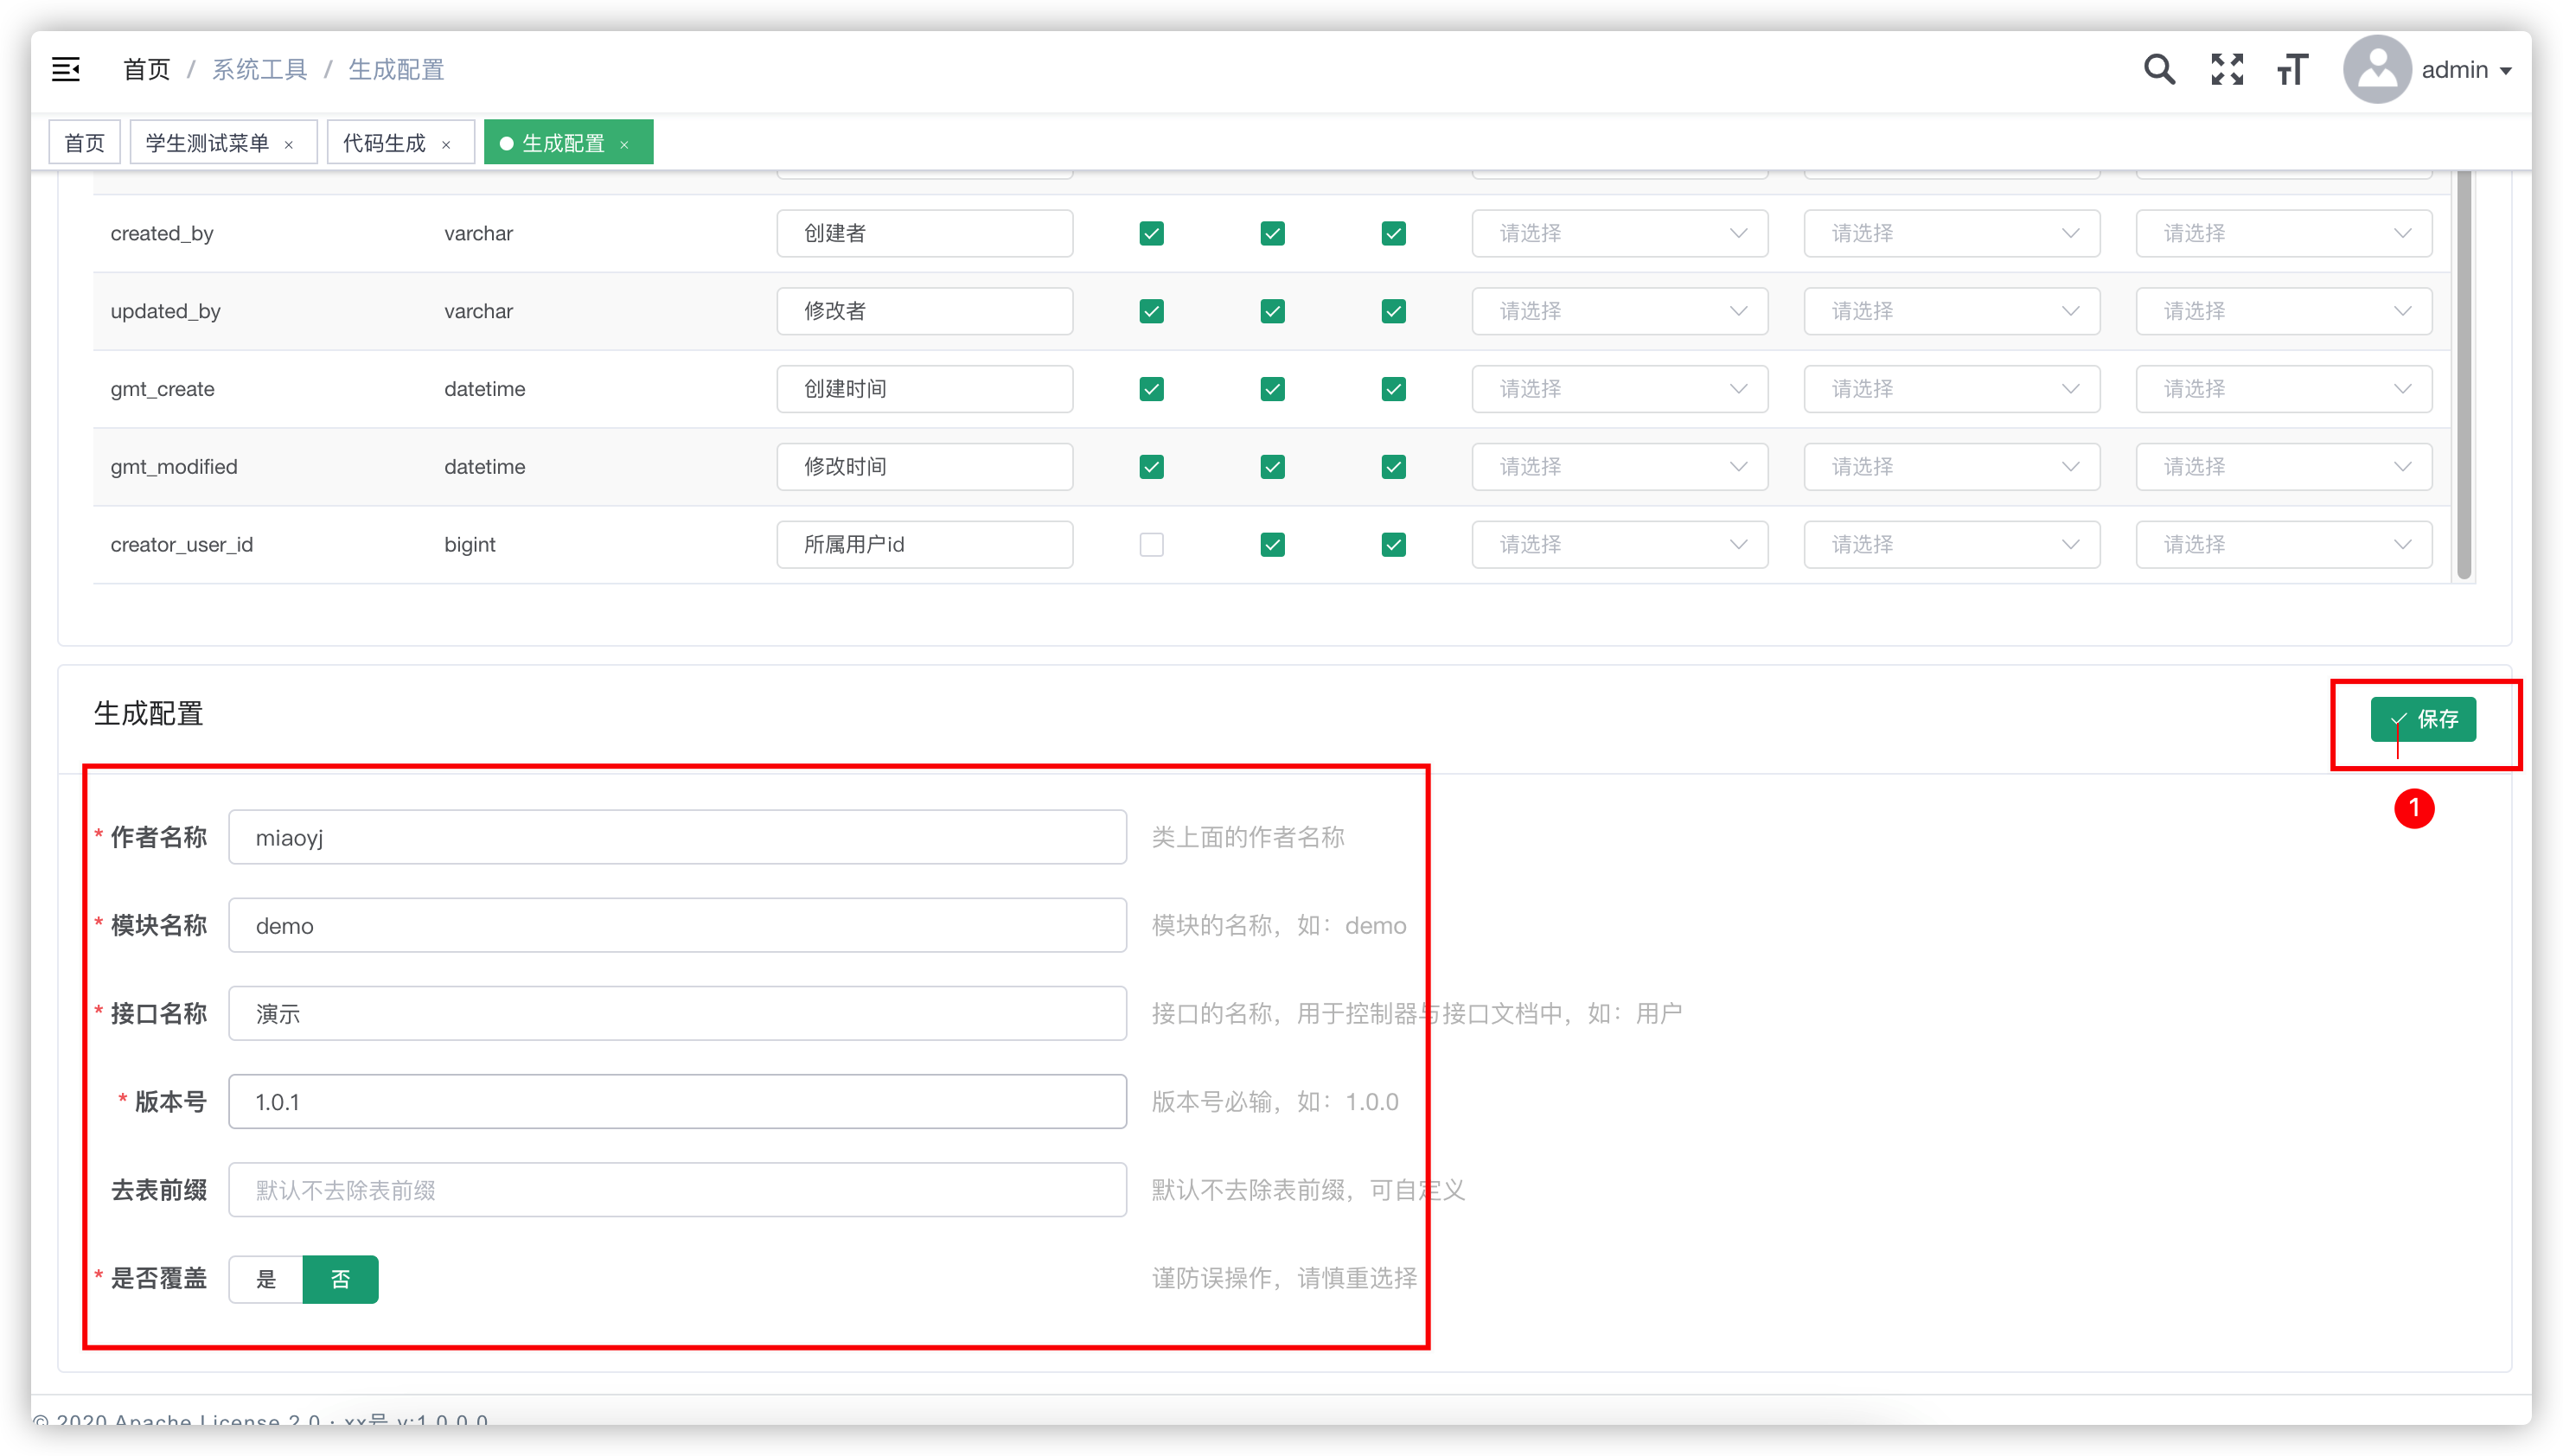 首页 / 系统工具 / 生成配置
admin
首页 学生测试菜单 × 代码生成 × 生成配置 ×
created_by varchar 创建者 请选择 请选择 请选择
updated_by varchar 修改者 请选择 请选择 请选择
gmt_create datetime 创建时间 请选择 请选择 请选择
gmt_modified datetime 修改时间 请选择 请选择 请选择
creator_user_id bigint 所属用户id 请选择 请选择 请选择
生成配置
保存
1
* 作者名称 miaoyj 类上面的作者名称
* 模块名称 demo 模块的名称，如：demo
* 接口名称 演示 接口的名称，用于控制器与接口文档中，如：用户
* 版本号 1.0.1 版本号必输，如：1.0.0
去表前缀 默认不去除表前缀 默认不去除表前缀，可自定义
* 是否覆盖 是 否 谨防误操作，请慎重选择
© 2020 Apache License 2.0 · xx号 v:1.0.0.0